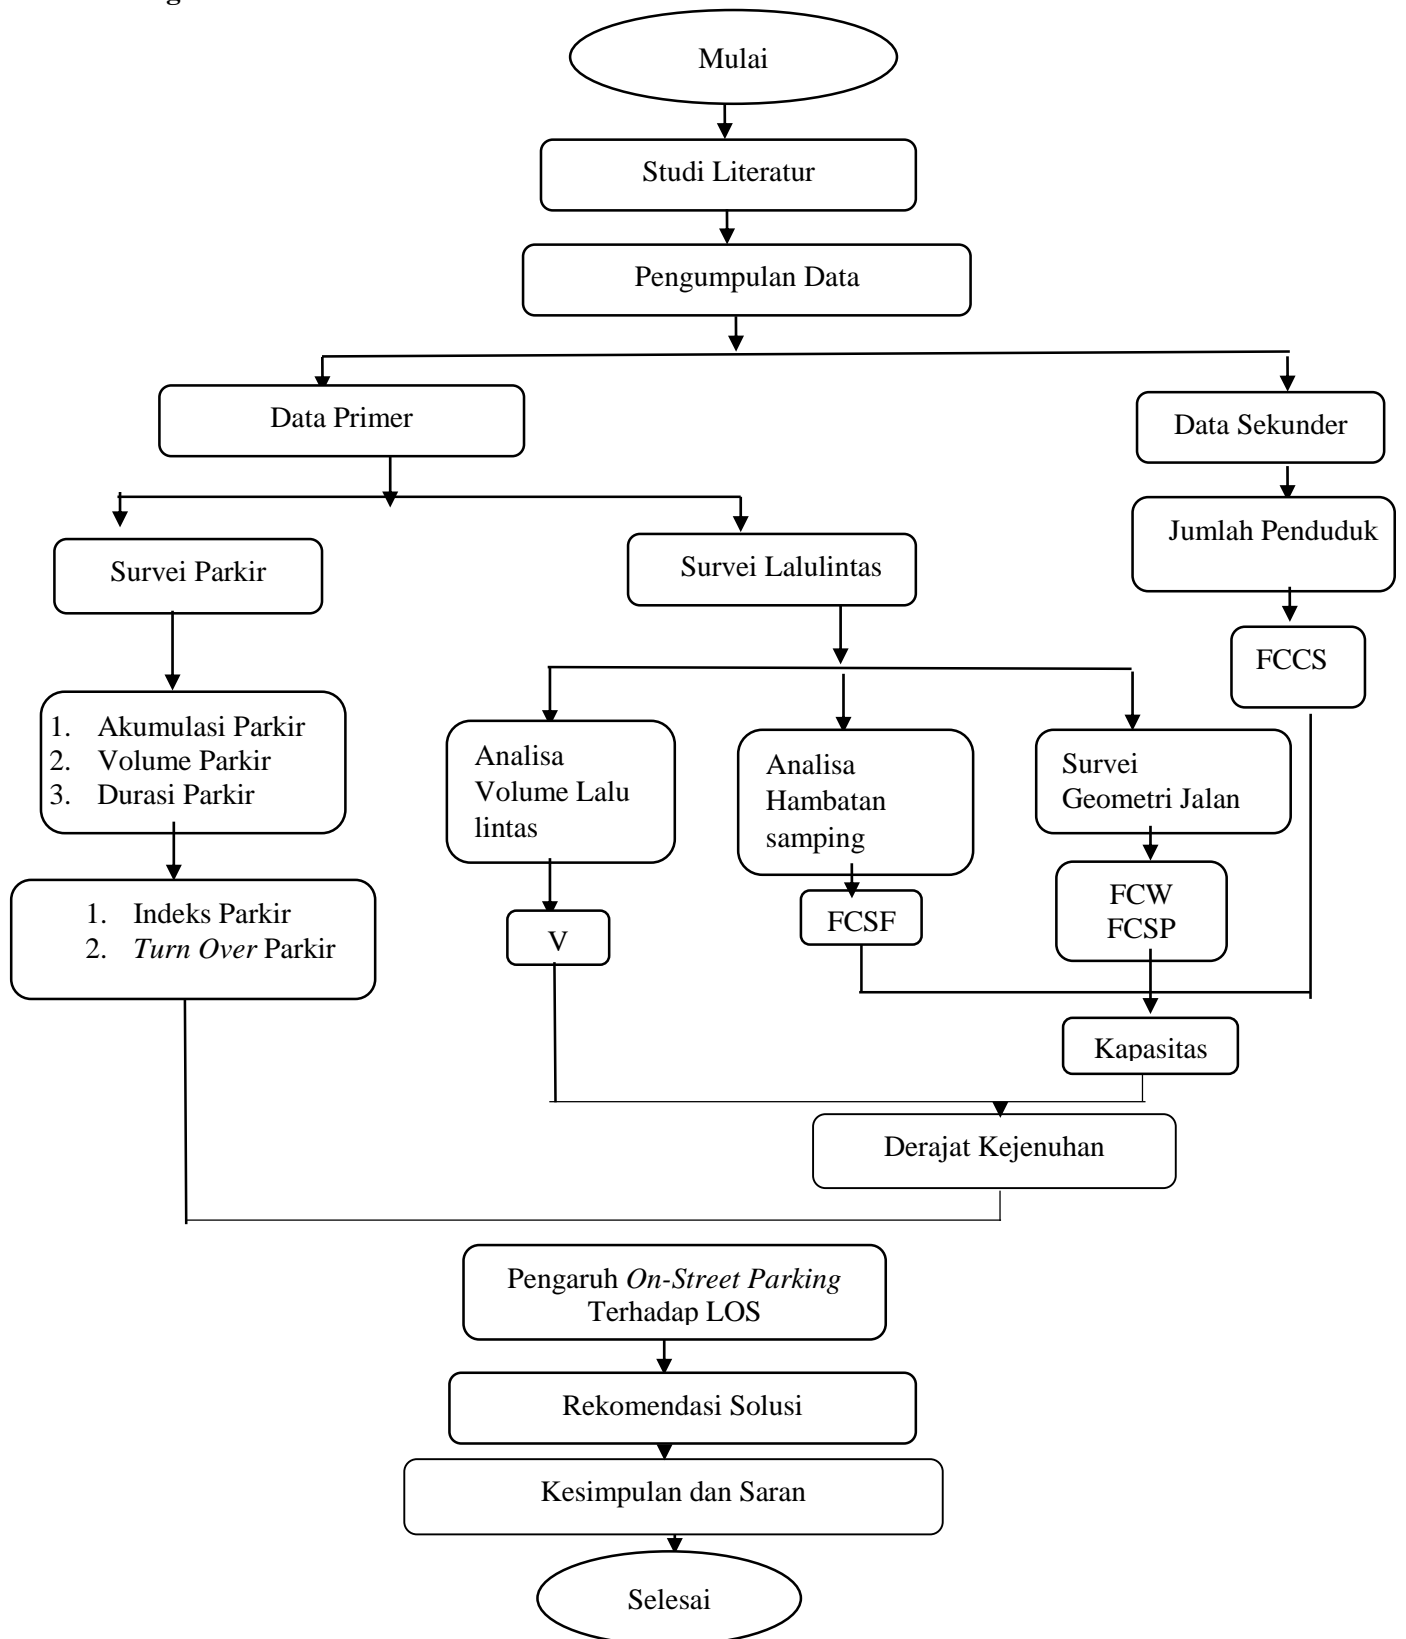 Mulai
Studi Literatur
Pengumpulan Data
Data Primer
Data Sekunder
Jumlah Penduduk
Survei Parkir
Survei Lalulintas
FCCS
1. Akumulasi Parkir
2. Volume Parkir
3. Durasi Parkir
Analisa
Volume Lalu
lintas
Analisa
Hambatan
samping
Survei
Geometri Jalan
1. Indeks Parkir
2. Turn Over Parkir
V
FCSF
FCW
FCSP
Kapasitas
Derajat Kejenuhan
Pengaruh On-Street Parking
Terhadap LOS
Rekomendasi Solusi
Kesimpulan dan Saran
Selesai